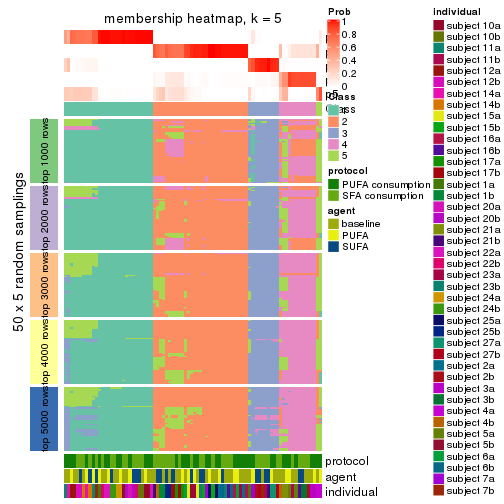 membership heatmap, k = 5
50 x 5 random samplings
top 1000 rows
top 2000 rows
top 3000 rows
top 4000 rows
top 5000 rows
protocol
agent
individual
Prob
1
0.8
0.6
0.4
0.2
0
Class
2
3
4
5
protocol
PUFA consumption
SFA consumption
agent
baseline
PUFA
SUFA
individual
subject 10a
subject 10b
subject 11a
subject 11b
subject 12a
subject 12b
subject 14a
subject 14b
subject 15a
subject 15b
subject 16a
subject 16b
subject 17a
subject 17b
subject 1a
subject 1b
subject 20a
subject 20b
subject 21a
subject 21b
subject 22a
subject 22b
subject 23a
subject 23b
subject 24a
subject 24b
subject 25a
subject 25b
subject 27a
subject 27b
subject 2a
subject 2b
subject 3a
subject 3b
subject 4a
subject 4b
subject 5a
subject 5b
subject 6a
subject 6b
subject 7a
subject 7b